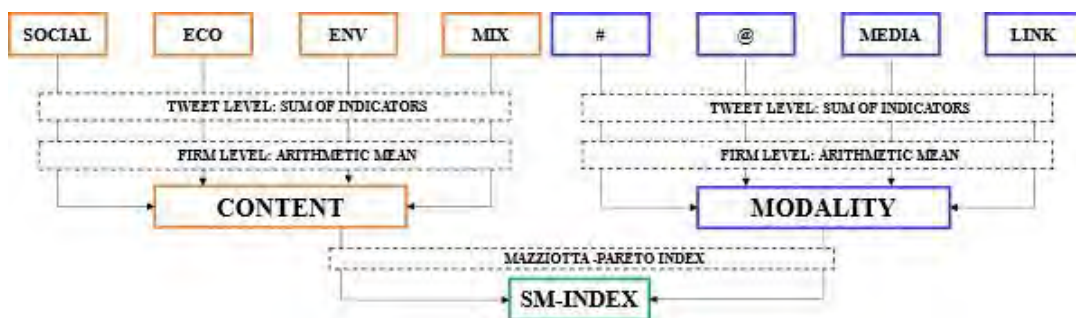 SOCIAL ECO ENV MIX # @ MEDIA LINK
TWEET LEVEL: SUM OF INDICATORS TWEET LEVEL: SUM OF INDICATORS
FIRM LEVEL: ARITHMETIC MEAN FIRM LEVEL: ARITHMETIC MEAN
CONTENT MODALITY
MAZZIOTTA -PARETO INDEX
SM-INDEX